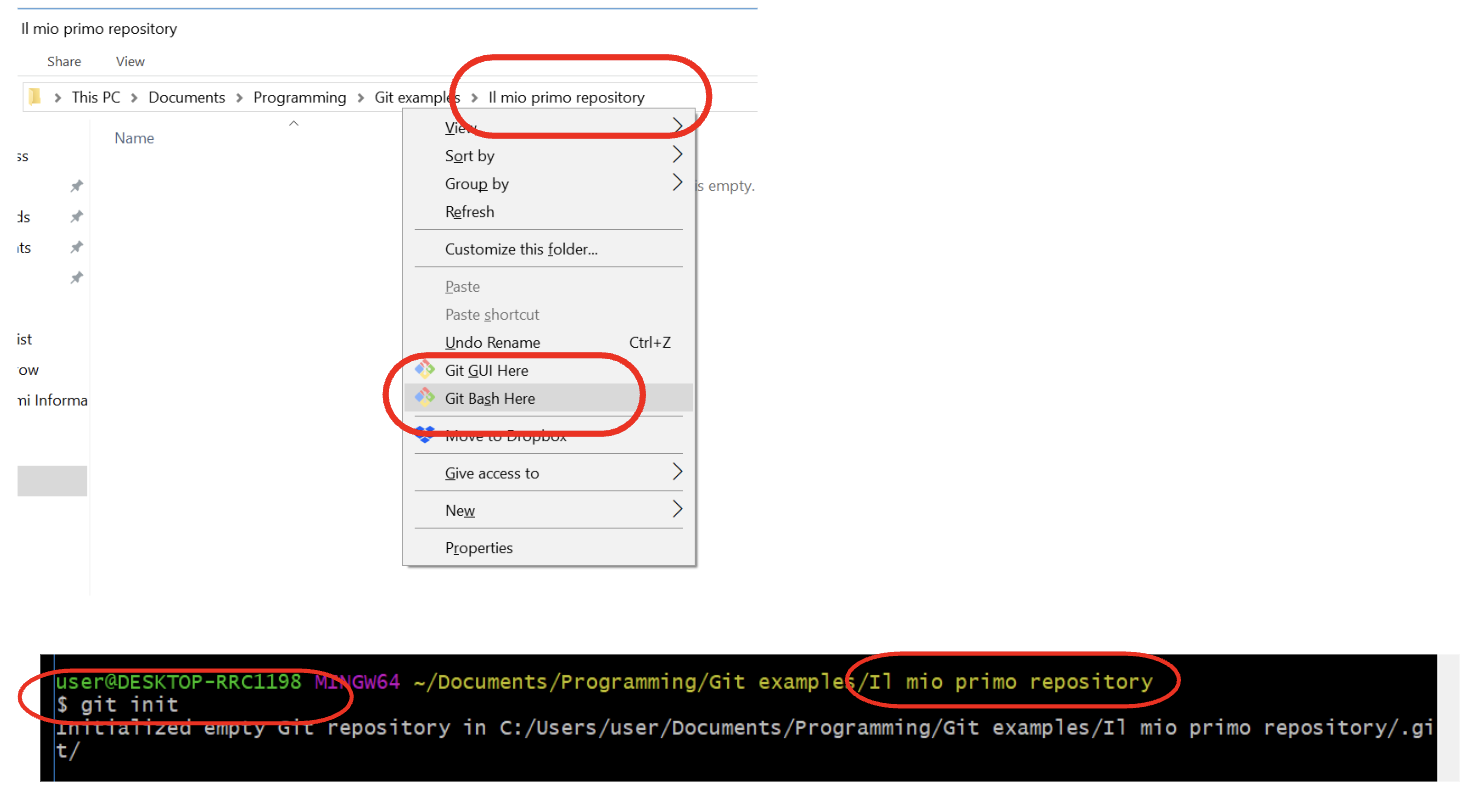 Il mio primo repository
Share View
This PC > Documents > Programming > Git examples > Il mio primo repository
Name
View
ss
Sort by
Group by
s empty.
Refresh
ds
nts
Customize this folder...
Paste
Paste shortcut
ist
Undo Rename Ctrl+Z
ow
Git GUI Here
mi Informa
Git Bash Here
Move to Dropbox
Give access to
New
Properties
user@DESKTOP-RRC1198 MINGW64 ~/Documents/Programming/Git examples/Il mio primo repository
$ git init
Initialized empty Git repository in C:/Users/user/Documents/Programming/Git examples/Il mio primo repository/.gi
t/